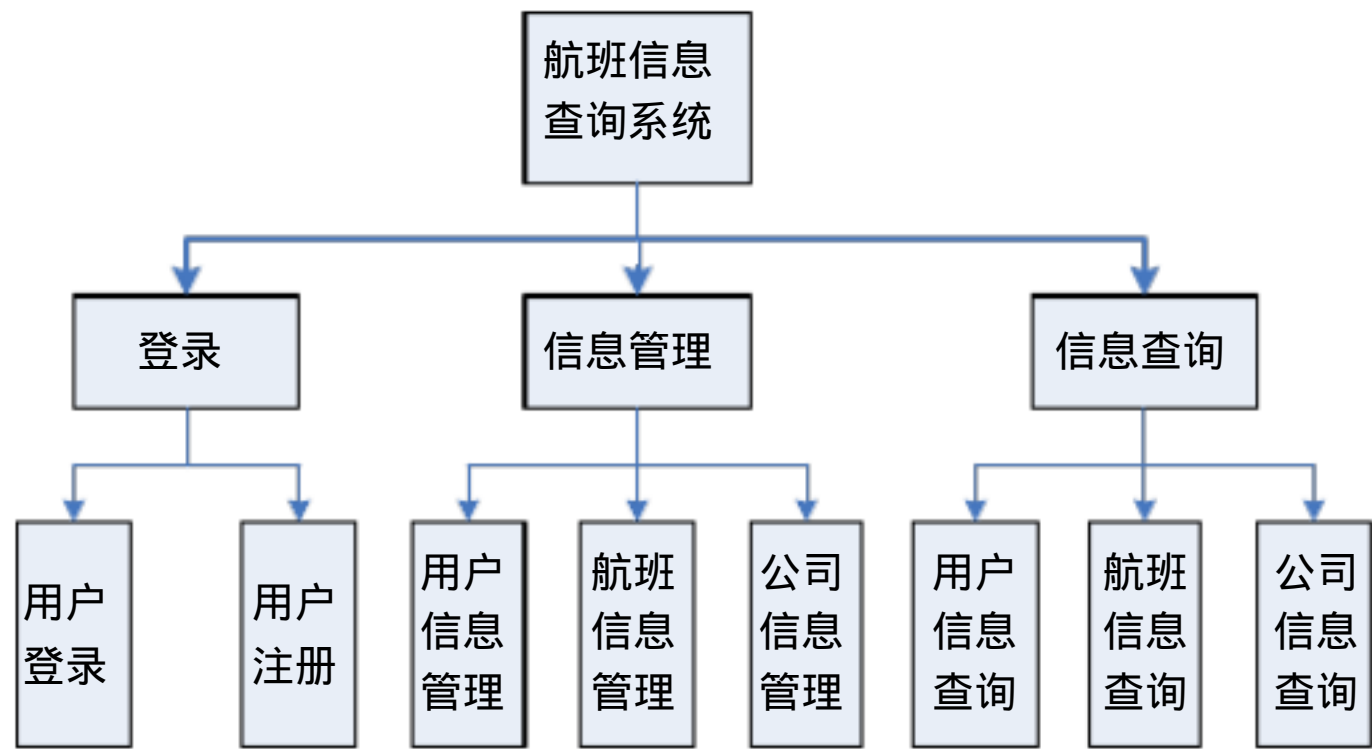 航班信息
查询系统
登录
信息管理
信息查询
用户
登录
用户
注册
用户
信息
管理
航班
信息
管理
公司
信息
管理
用户
信息
查询
航班
信息
查询
公司
信息
查询